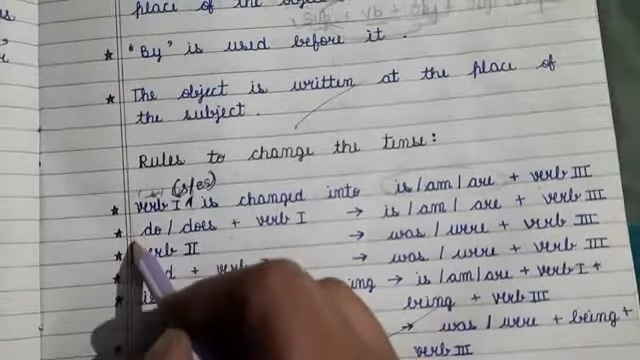 place of the
"By" is used before it.
The object is written at the place of
the subject.
Rules to change the tense:
(s/es)
verb I is changed into is/am/are + verb III
do/does + verb I → is/am/are + verb III
verb II → was/were + verb III
+ → was/were + verb III
ing → is/am/are + verb I +
being + verb III
→ was/were + being +
verb III